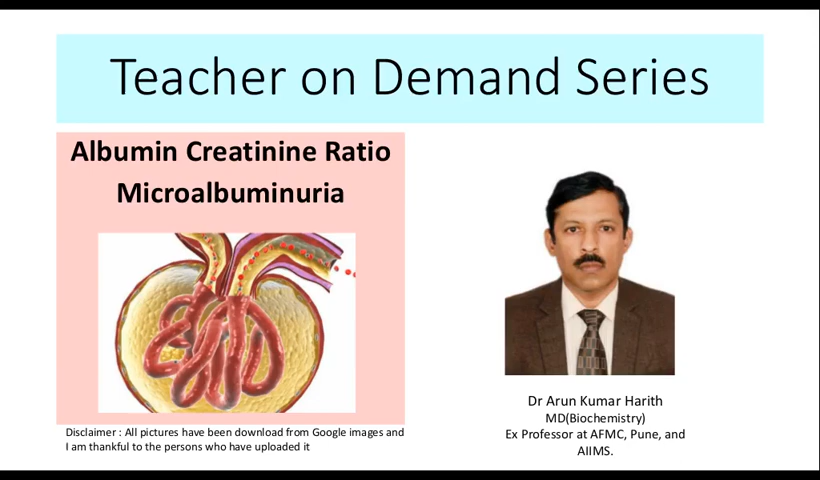 Teacher on Demand Series
Albumin Creatinine Ratio
Microalbuminuria
Disclaimer : All pictures have been download from Google images and
I am thankful to the persons who have uploaded it
Dr Arun Kumar Harith
MD(Biochemistry)
Ex Professor at AFMC, Pune, and
AIIMS.